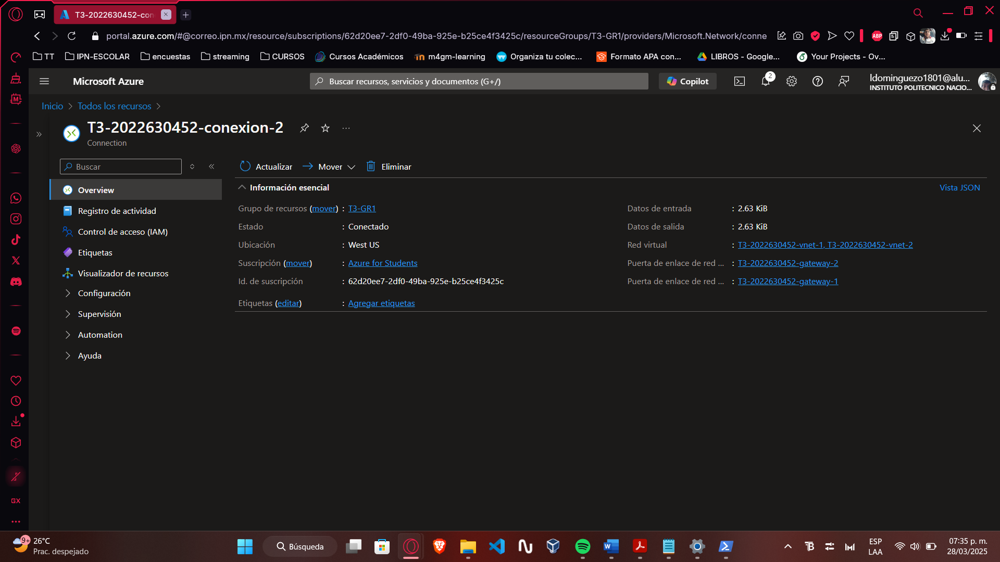 T3-2022630452-con
portal.azure.com/#@correo.ipn.mx/resource/subscriptions/62d20ee7-2df0-49ba-925e-b25ce4f3425c/resourceGroups/T3-GR1/providers/Microsoft.Network/conne
ABP
TT
IPN-ESCOLAR
encuestas
streaming
CURSOS
Cursos Académicos
m4gm-learning
Organiza tu colec...
Formato APA con...
LIBROS - Google...
Your Projects - Ov...
Microsoft Azure
Buscar recursos, servicios y documentos (G+/)
Copilot
2
ldominguezo1801@alu...
INSTITUTO POLITECNICO NACIO...
Inicio > Todos los recursos >
T3-2022630452-conexion-2
Connection
Buscar
Actualizar
Mover
Eliminar
Overview
Registro de actividad
Control de acceso (IAM)
Etiquetas
Visualizador de recursos
Configuración
Supervisión
Automation
Ayuda
Información esencial
Vista JSON
Grupo de recursos (mover) : T3-GR1
Estado : Conectado
Ubicación : West US
Suscripción (mover) : Azure for Students
Id. de suscripción : 62d20ee7-2df0-49ba-925e-b25ce4f3425c
Etiquetas (editar) : Agregar etiquetas
Datos de entrada : 2.63 KiB
Datos de salida : 2.63 KiB
Red virtual : T3-2022630452-vnet-1, T3-2022630452-vnet-2
Puerta de enlace de red ... : T3-2022630452-gateway-2
Puerta de enlace de red ... : T3-2022630452-gateway-1
GX
9+
26°C
Prac. despejado
Búsqueda
ESP
LAA
07:35 p. m.
28/03/2025